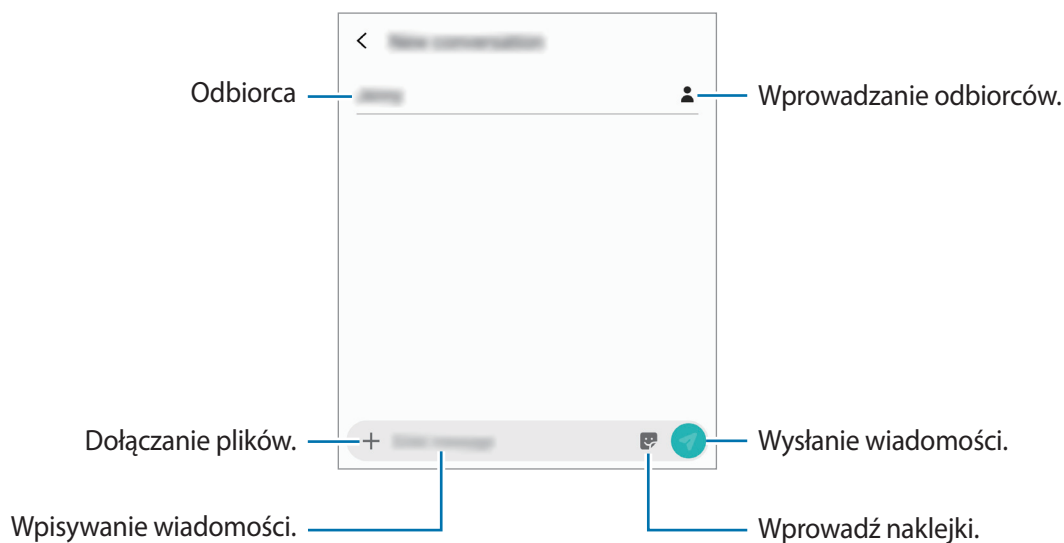 Odbiorca
Wprowadzanie odbiorców.
Dołączanie plików.
Wysłanie wiadomości.
Wpisywanie wiadomości.
Wprowadź naklejki.